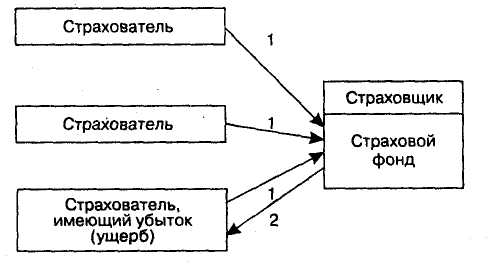 Страхователь
1
Страховщик
Страхователь
1
Страховой
фонд
Страхователь,
имеющий убыток
(ущерб)
1
2